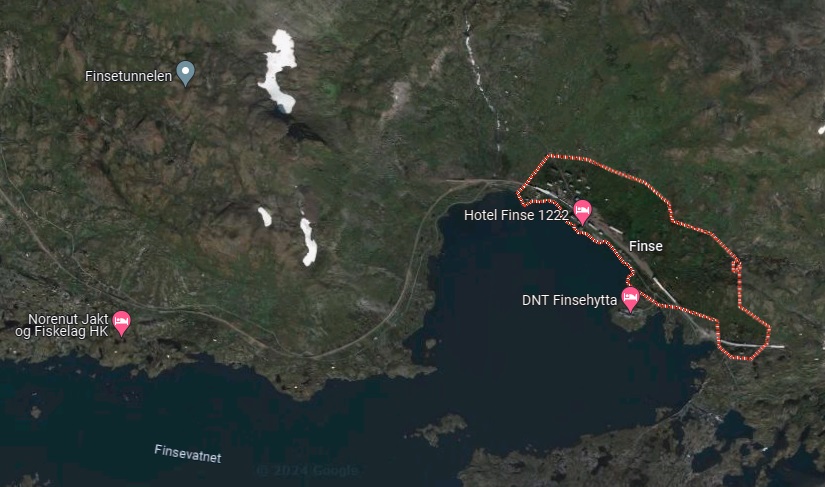 Finsetunnelen
Hotel Finse 1222
Finse
DNT Finsehytta
Norenut Jakt
og Fiskelag HK
Finsevatnet
© 2024 Google